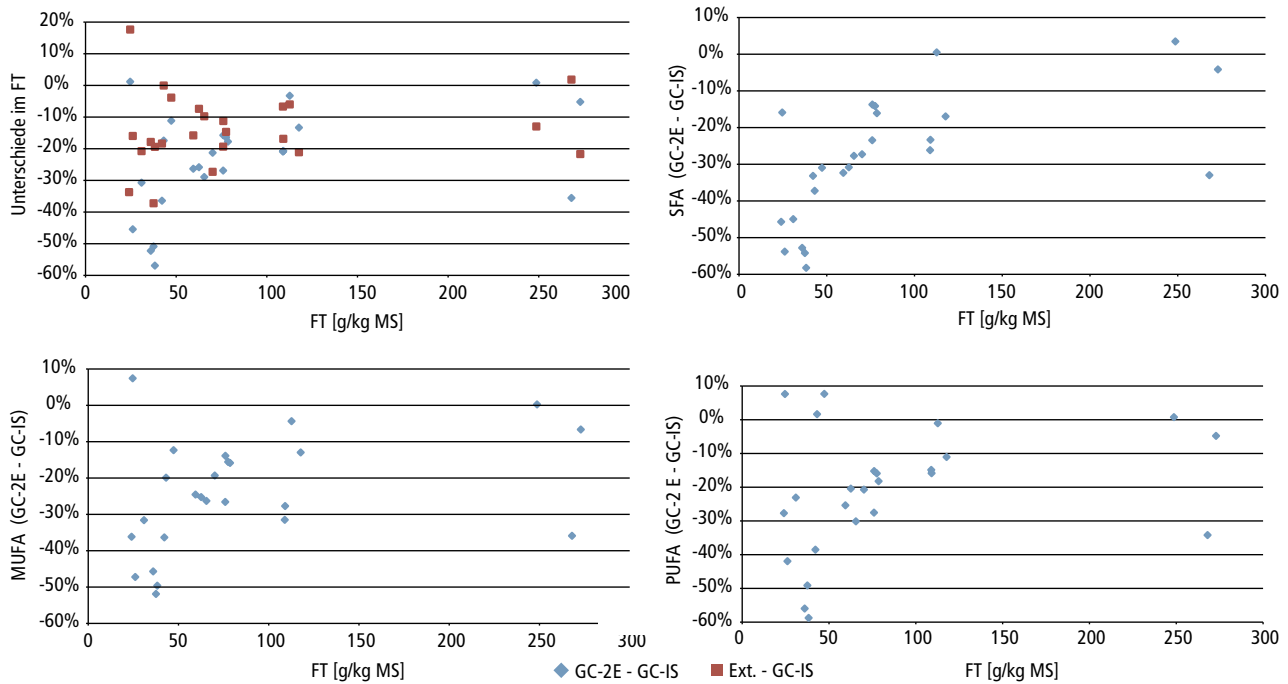 20%
10%
0%
-10%
-20%
-30%
-40%
-50%
-60%
Unterschiede im FT
0 50 100 150 200 250 300
FT [g/kg MS]
10%
0%
-10%
-20%
-30%
-40%
-50%
-60%
SFA (GC-2E - GC-IS)
0 50 100 150 200 250 300
FT [g/kg MS]
10%
0%
-10%
-20%
-30%
-40%
-50%
-60%
MUFA (GC-2E - GC-IS)
0 50 100 150 200 250 300
FT [g/kg MS]
10%
0%
-10%
-20%
-30%
-40%
-50%
-60%
PUFA (GC-2 E - GC-IS)
0 50 100 150 200 250 300
FT [g/kg MS]
GC-2E - GC-IS Ext. - GC-IS